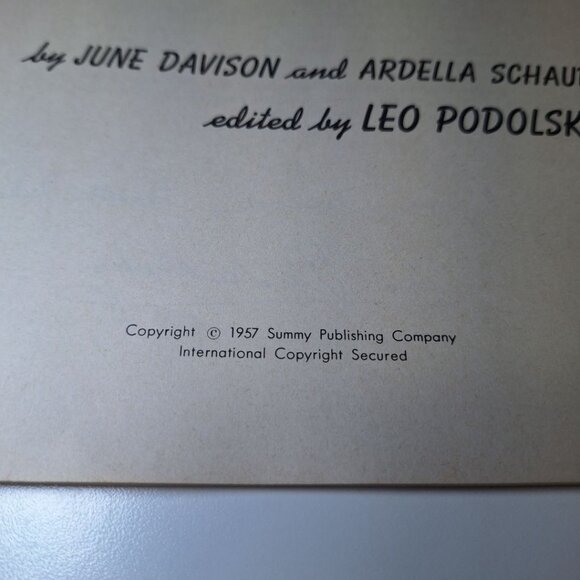 by JUNE DAVISON and ARDELLA SCHAU
edited by LEO PODOLSK
Copyright © 1957 Summy Publishing Company
International Copyright Secured